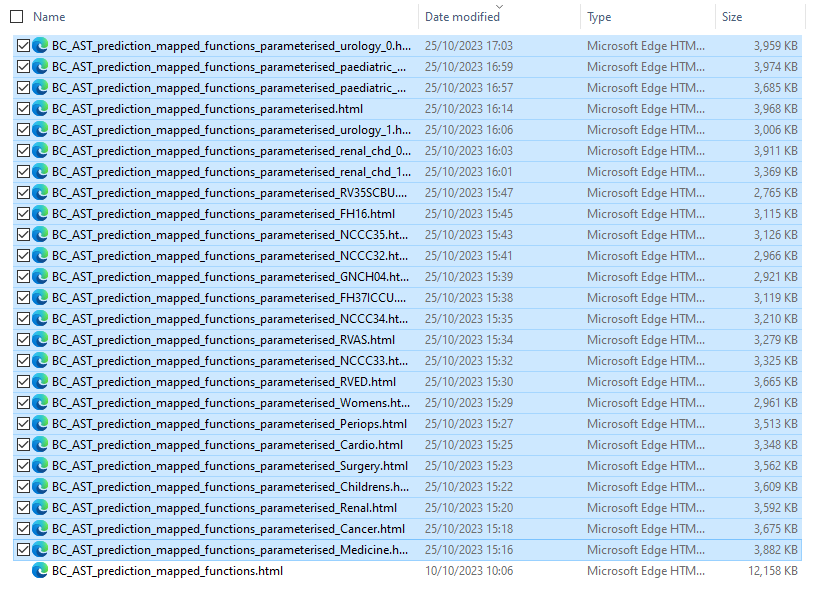 Name Date modified Type Size
BC_AST_prediction_mapped_functions_parameterised_urology_0.h... 25/10/2023 17:03 Microsoft Edge HTM... 3,959 KB
BC_AST_prediction_mapped_functions_parameterised_paediatric_... 25/10/2023 16:59 Microsoft Edge HTM... 3,974 KB
BC_AST_prediction_mapped_functions_parameterised_paediatric_... 25/10/2023 16:57 Microsoft Edge HTM... 3,685 KB
BC_AST_prediction_mapped_functions_parameterised.html 25/10/2023 16:14 Microsoft Edge HTM... 3,968 KB
BC_AST_prediction_mapped_functions_parameterised_urology_1.h... 25/10/2023 16:06 Microsoft Edge HTM... 3,006 KB
BC_AST_prediction_mapped_functions_parameterised_renal_chd_0... 25/10/2023 16:03 Microsoft Edge HTM... 3,911 KB
BC_AST_prediction_mapped_functions_parameterised_renal_chd_1... 25/10/2023 16:01 Microsoft Edge HTM... 3,369 KB
BC_AST_prediction_mapped_functions_parameterised_RV35SCBU.... 25/10/2023 15:47 Microsoft Edge HTM... 2,765 KB
BC_AST_prediction_mapped_functions_parameterised_FH16.html 25/10/2023 15:45 Microsoft Edge HTM... 3,115 KB
BC_AST_prediction_mapped_functions_parameterised_NCCC35.ht... 25/10/2023 15:43 Microsoft Edge HTM... 3,126 KB
BC_AST_prediction_mapped_functions_parameterised_NCCC32.ht... 25/10/2023 15:41 Microsoft Edge HTM... 2,966 KB
BC_AST_prediction_mapped_functions_parameterised_GNCH04.ht... 25/10/2023 15:39 Microsoft Edge HTM... 2,921 KB
BC_AST_prediction_mapped_functions_parameterised_FH37ICCU.... 25/10/2023 15:38 Microsoft Edge HTM... 3,119 KB
BC_AST_prediction_mapped_functions_parameterised_NCCC34.ht... 25/10/2023 15:35 Microsoft Edge HTM... 3,210 KB
BC_AST_prediction_mapped_functions_parameterised_RVAS.html 25/10/2023 15:34 Microsoft Edge HTM... 3,279 KB
BC_AST_prediction_mapped_functions_parameterised_NCCC33.ht... 25/10/2023 15:32 Microsoft Edge HTM... 3,325 KB
BC_AST_prediction_mapped_functions_parameterised_RVED.html 25/10/2023 15:30 Microsoft Edge HTM... 3,665 KB
BC_AST_prediction_mapped_functions_parameterised_Womens.ht... 25/10/2023 15:29 Microsoft Edge HTM... 2,961 KB
BC_AST_prediction_mapped_functions_parameterised_Periops.html 25/10/2023 15:27 Microsoft Edge HTM... 3,513 KB
BC_AST_prediction_mapped_functions_parameterised_Cardio.html 25/10/2023 15:25 Microsoft Edge HTM... 3,348 KB
BC_AST_prediction_mapped_functions_parameterised_Surgery.html 25/10/2023 15:23 Microsoft Edge HTM... 3,562 KB
BC_AST_prediction_mapped_functions_parameterised_Childrens.h... 25/10/2023 15:22 Microsoft Edge HTM... 3,609 KB
BC_AST_prediction_mapped_functions_parameterised_Renal.html 25/10/2023 15:20 Microsoft Edge HTM... 3,592 KB
BC_AST_prediction_mapped_functions_parameterised_Cancer.html 25/10/2023 15:18 Microsoft Edge HTM... 3,675 KB
BC_AST_prediction_mapped_functions_parameterised_Medicine.h... 25/10/2023 15:16 Microsoft Edge HTM... 3,882 KB
BC_AST_prediction_mapped_functions.html 10/10/2023 10:06 Microsoft Edge HTM... 12,158 KB